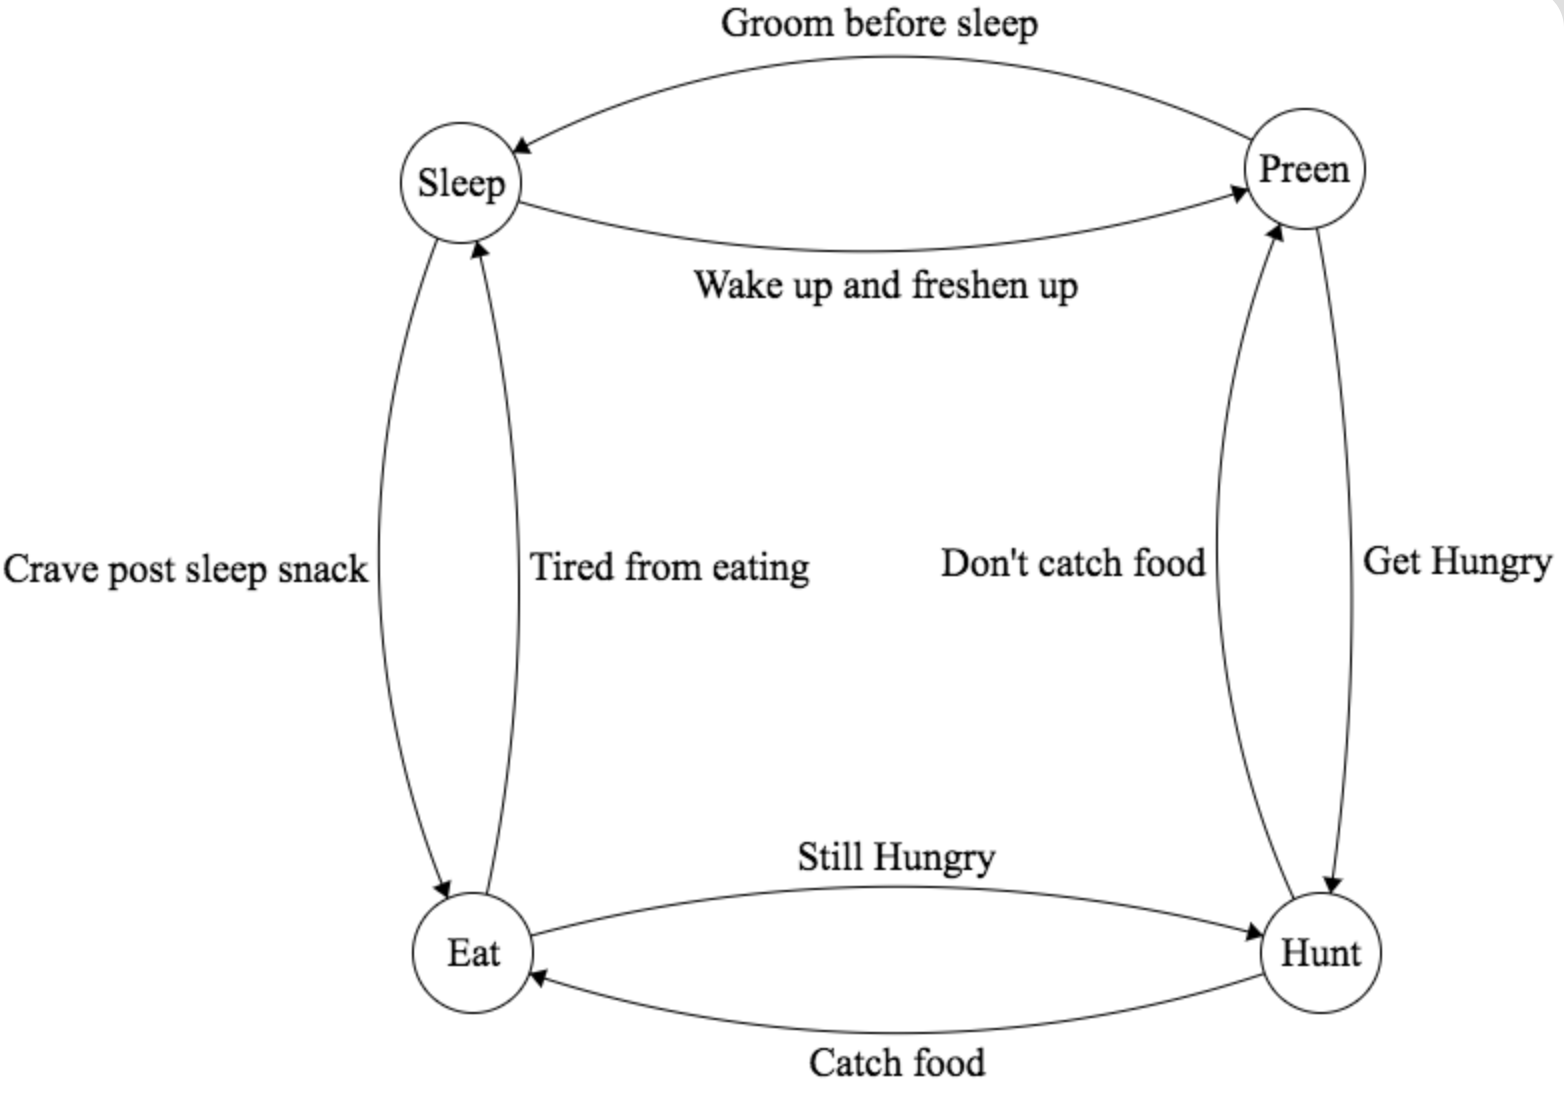 Groom before sleep
Sleep
Preen
Wake up and freshen up
Crave post sleep snack
Tired from eating
Don't catch food
Get Hungry
Still Hungry
Eat
Hunt
Catch food